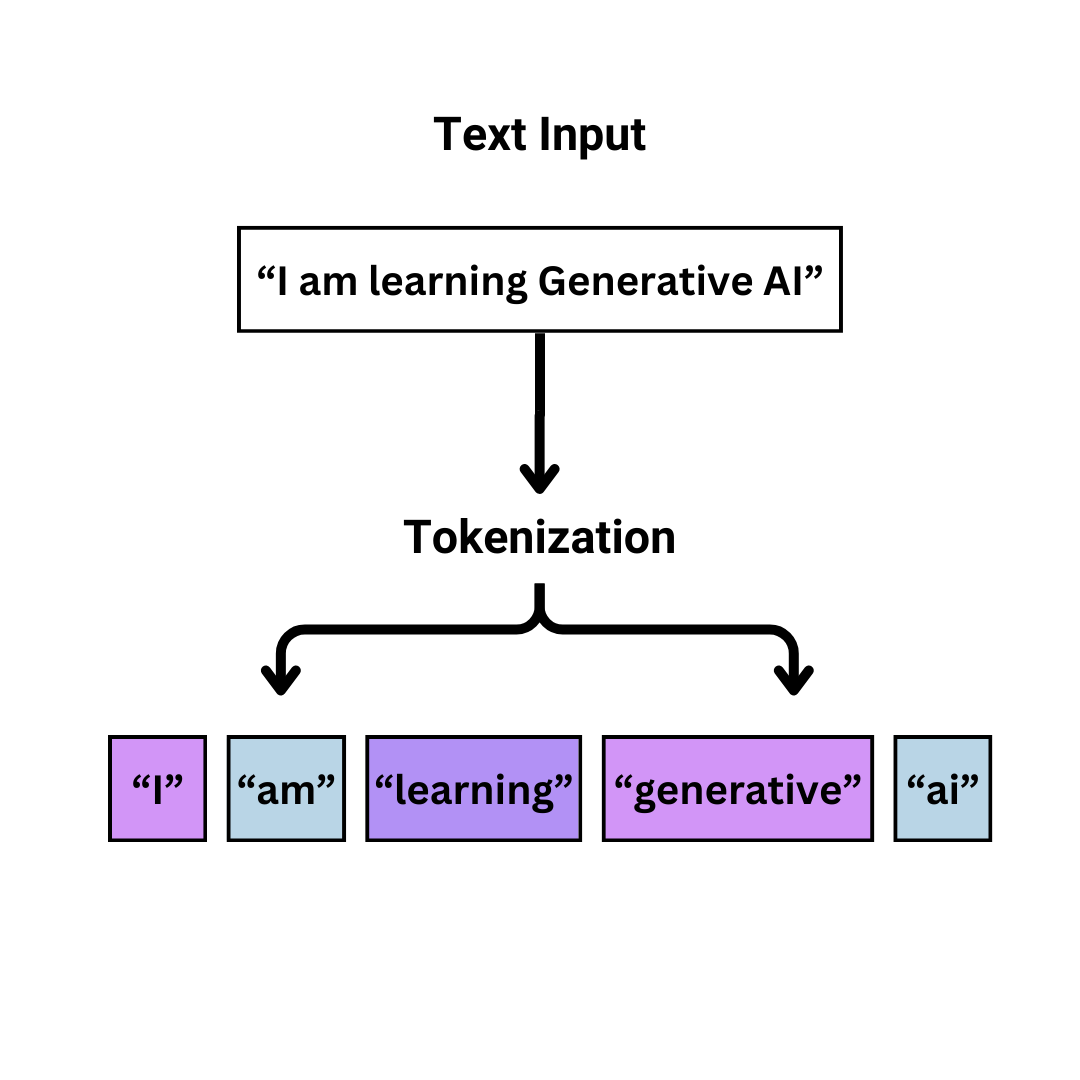 Text Input
“I am learning Generative AI”
Tokenization
“I” “am” “learning” “generative” “ai”